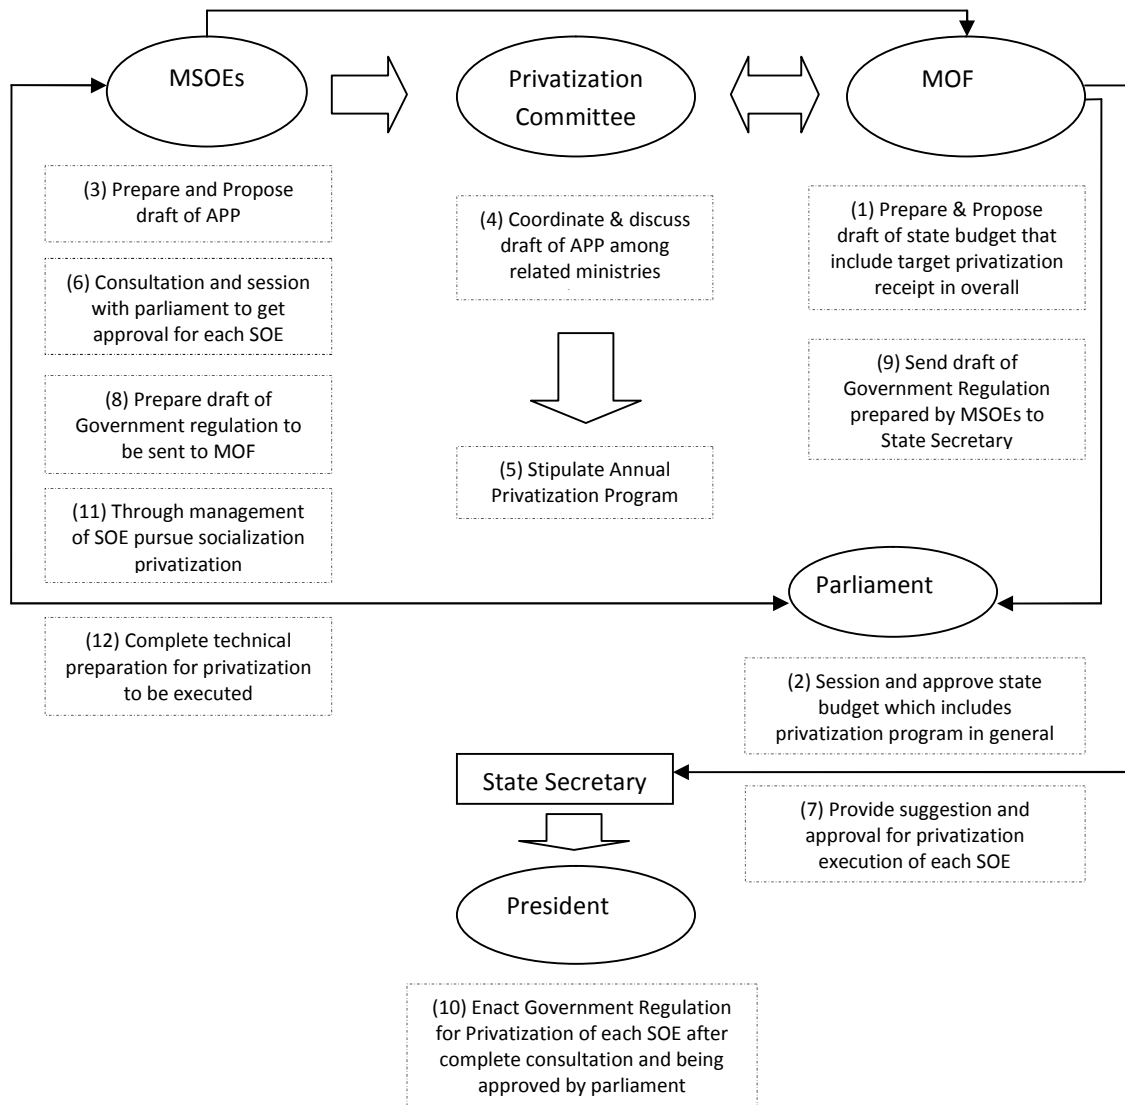 MSOEs
Privatization
Committee
MOF
(3) Prepare and Propose
draft of APP
(6) Consultation and session
with parliament to get
approval for each SOE
(8) Prepare draft of
Government regulation to
be sent to MOF
(11) Through management
of SOE pursue socialization
privatization
(12) Complete technical
preparation for privatization
to be executed
(4) Coordinate & discuss
draft of APP among
related ministries
(5) Stipulate Annual
Privatization Program
(1) Prepare & Propose
draft of state budget that
include target privatization
receipt in overall
(9) Send draft of
Government Regulation
prepared by MSOEs to
State Secretary
Parliament
(2) Session and approve state
budget which includes
privatization program in general
(7) Provide suggestion and
approval for privatization
execution of each SOE
State Secretary
President
(10) Enact Government Regulation
for Privatization of each SOE after
complete consultation and being
approved by parliament